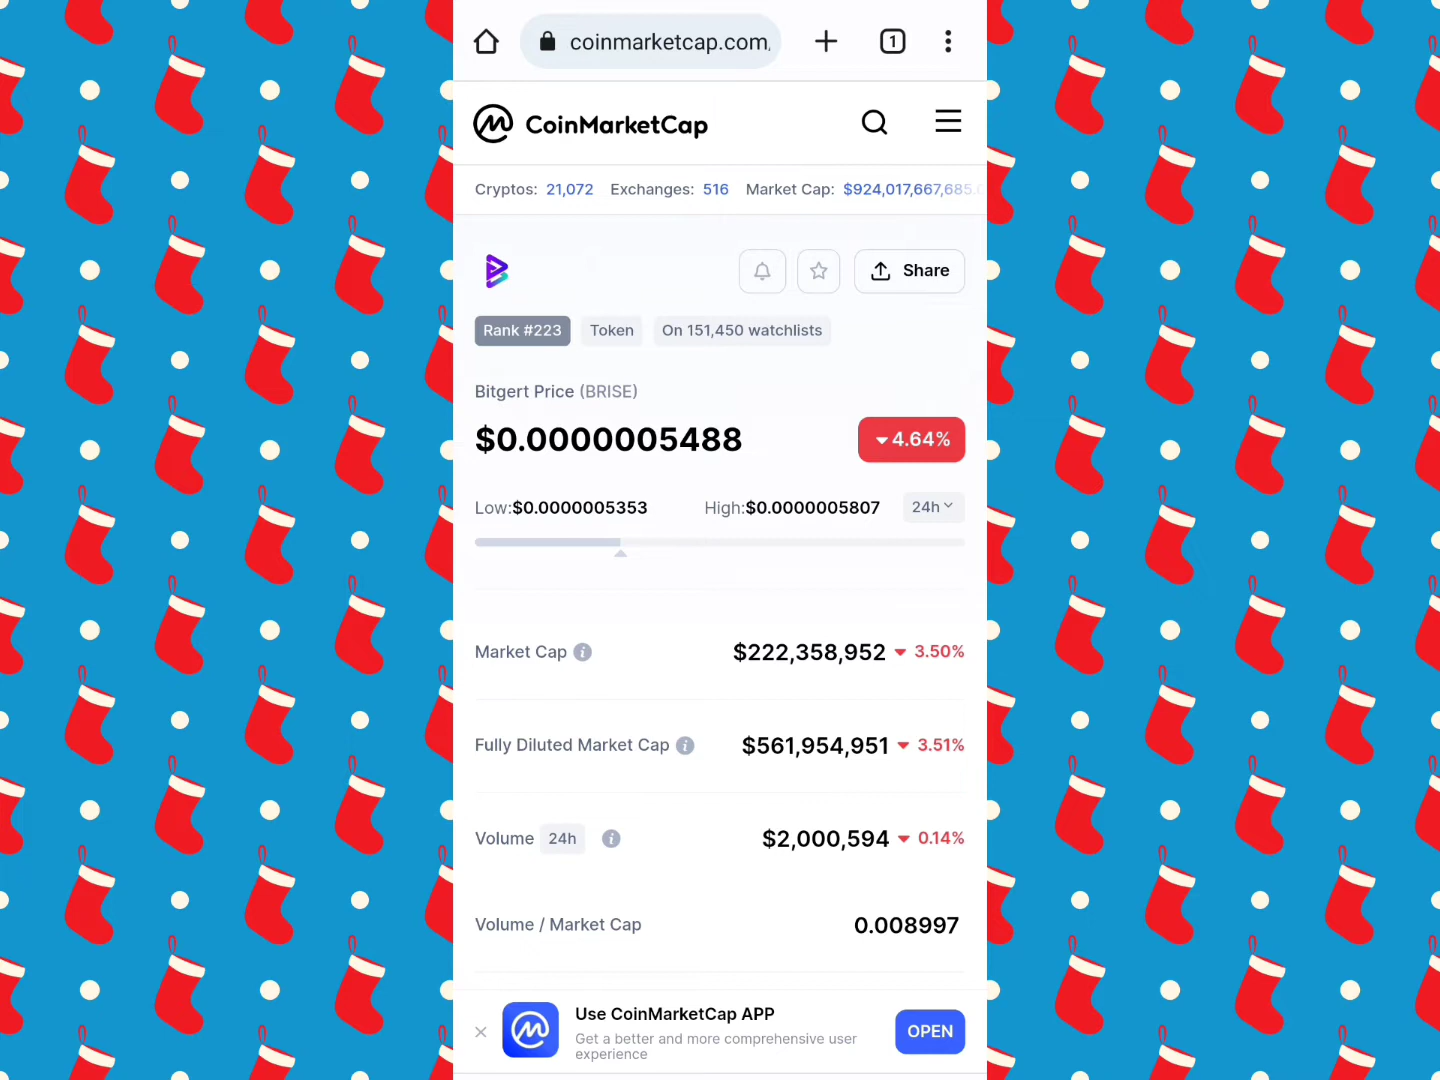 coinmarketcap.com
1
CoinMarketCap
Cryptos: 21,072 Exchanges: 516 Market Cap: $924,017,667,685.
Share
Rank #223 Token On 151,450 watchlists
Bitgert Price (BRISE)
$0.0000005488 4.64%
Low:$0.0000005353 High:$0.0000005807 24h
Market Cap $222,358,952 3.50%
Fully Diluted Market Cap $561,954,951 3.51%
Volume 24h $2,000,594 0.14%
Volume / Market Cap 0.008997
Use CoinMarketCap APP
Get a better and more comprehensive user
experience
OPEN